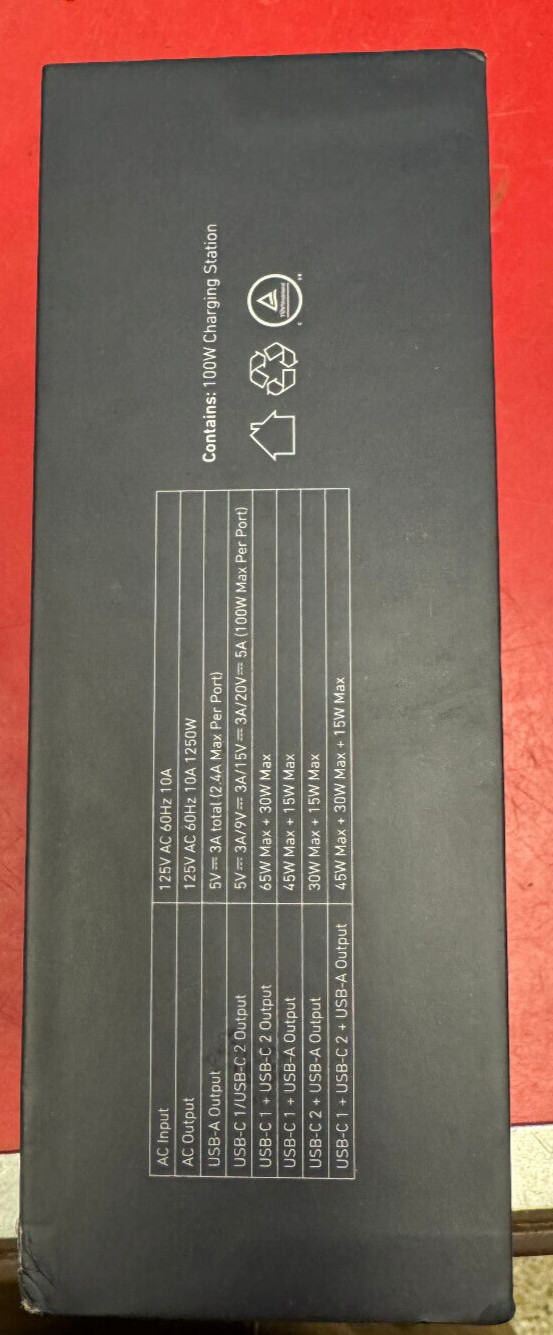 AC Input 125V AC 60Hz 10A
AC Output 125V AC 60Hz 10A 1250W
USB-A Output 5V⎓3A total (2.4A Max Per Port)
USB-C 1/USB-C 2 Output 5V⎓3A/9V⎓3A/15V⎓3A/20V⎓5A (100W Max Per Port)
USB-C 1 + USB-C 2 Output 65W Max + 30W Max
USB-C 1 + USB-A Output 45W Max + 15W Max
USB-C 2 + USB-A Output 30W Max + 15W Max
USB-C 1 + USB-C 2 + USB-A Output 45W Max + 30W Max + 15W Max
Contains: 100W Charging Station